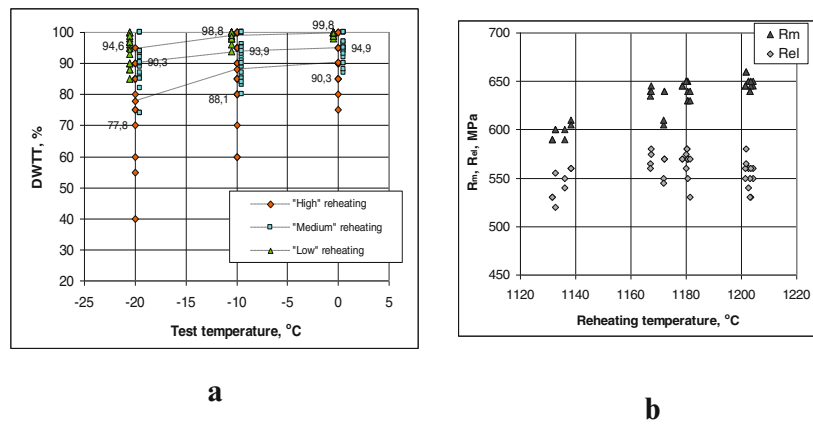 100
90
80
70
60
50
40
30
20
-25 -20 -15 -10 -5 0 5
DWTT, %
Test temperature, °C
94,6
98,8
99,8
90,3
93,9
94,9
77,8
88,1
90,3
"High" reheating
"Medium" reheating
"Low" reheating
a
Rm
Rel
700
650
600
550
500
450
1120 1140 1160 1180 1200 1220
Rm, Rel, MPa
Reheating temperature, °C
b